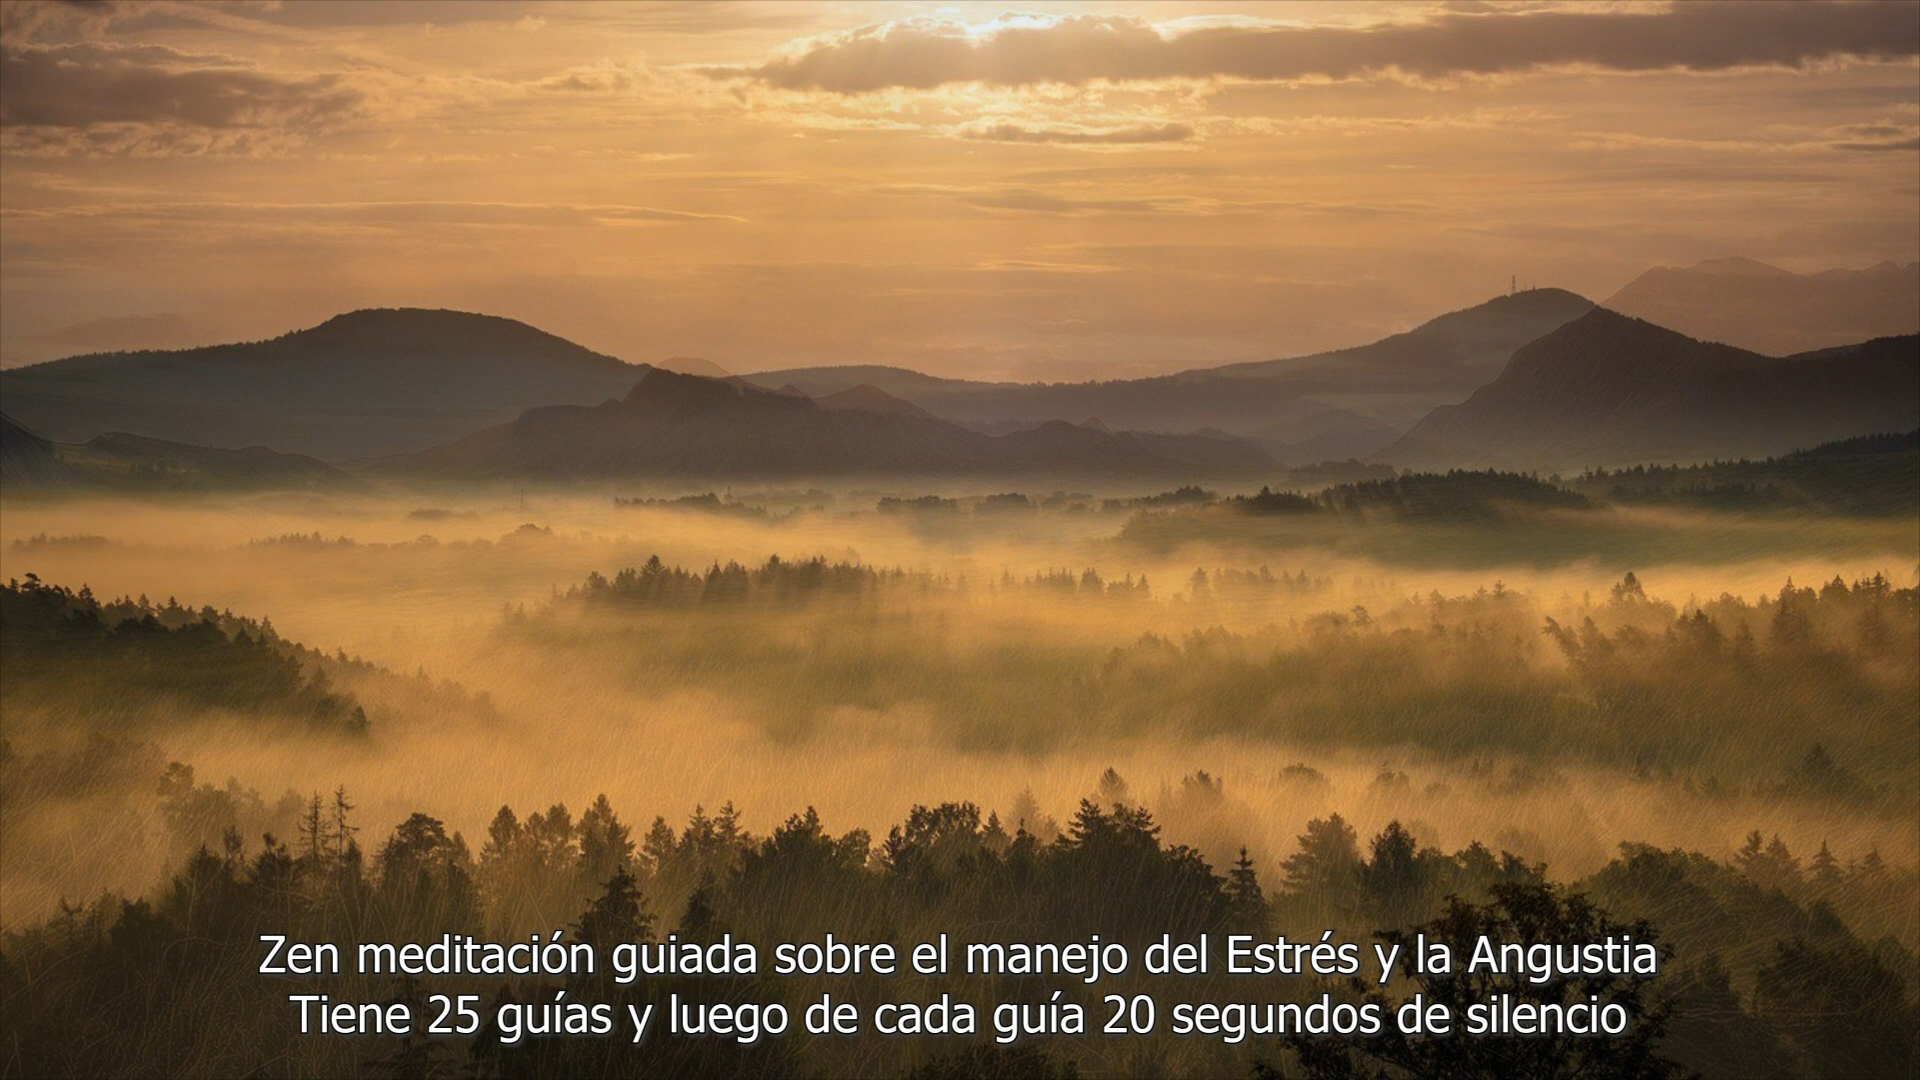 Zen meditación guiada sobre el manejo del Estrés y la Angustia
Tiene 25 guías y luego de cada guía 20 segundos de silencio